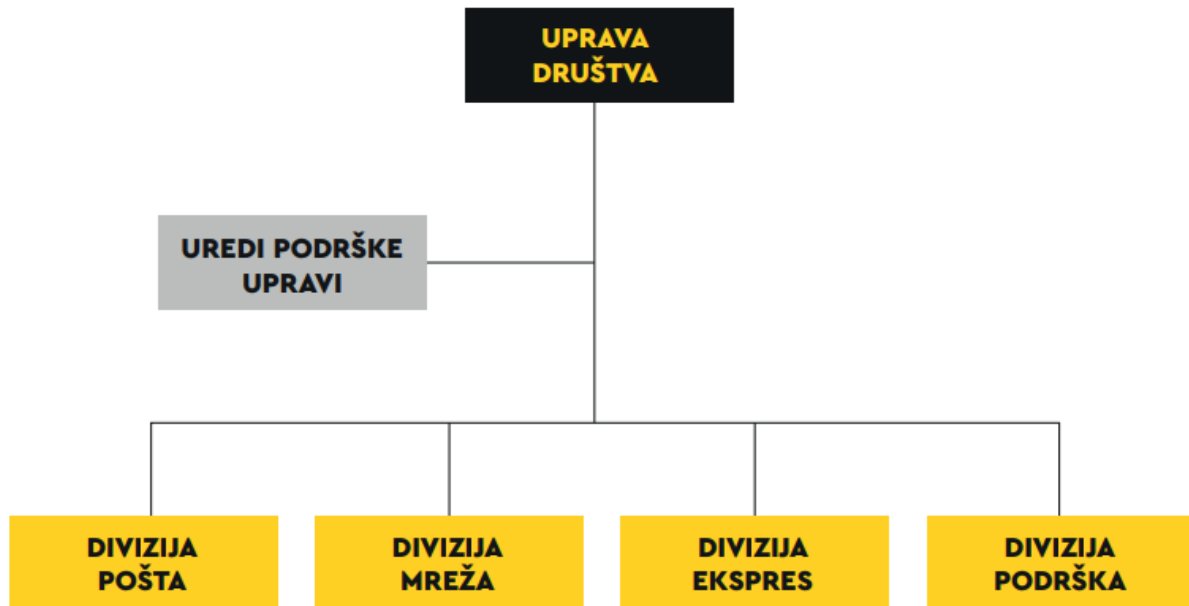 UPRAVA
DRUŠTVA
UREDI PODRŠKE
UPRAVI
DIVIZIJA
POŠTA
DIVIZIJA
MREŽA
DIVIZIJA
EKSPRES
DIVIZIJA
PODRŠKA